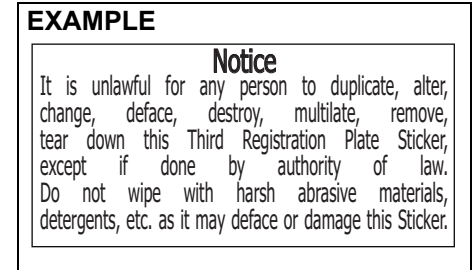 EXAMPLE
Notice
It is unlawful for any person to duplicate, alter,
change, deface, destroy, multilate, remove,
tear down this Third Registration Plate Sticker,
except if done by authority of law.
Do not wipe with harsh abrasive materials,
detergents, etc. as it may deface or damage this Sticker.